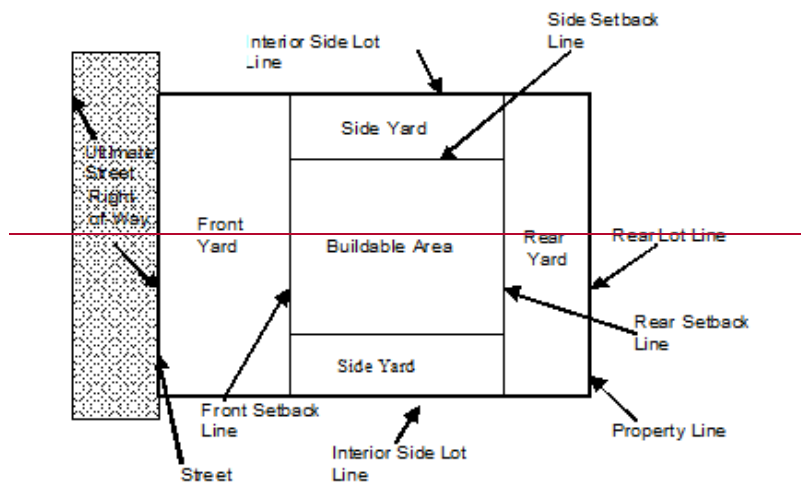 Side Setback
Line
Interior Side Lot
Line
Side Yard
Ultimate
Street
Right-
of-Way
Front
Yard
Buildable Area
Rear
Yard
Rear Lot Line
Rear Setback
Line
Side Yard
Front Setback
Line
Property Line
Interior Side Lot
Line
Street